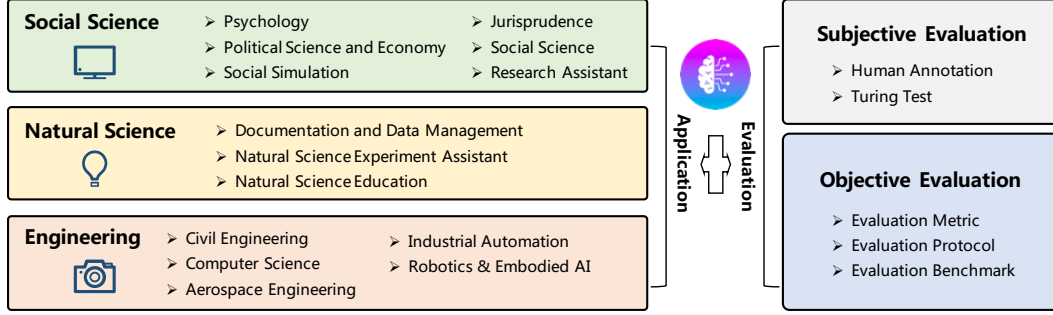 Social Science
➢ Psychology
➢ Political Science and Economy
➢ Social Simulation
➢ Jurisprudence
➢ Social Science
➢ Research Assistant
Natural Science
➢ Documentation and Data Management
➢ Natural Science Experiment Assistant
➢ Natural Science Education
Engineering
➢ Civil Engineering
➢ Computer Science
➢ Aerospace Engineering
➢ Industrial Automation
➢ Robotics & Embodied AI
Application
Evaluation
Subjective Evaluation
➢ Human Annotation
➢ Turing Test
Objective Evaluation
➢ Evaluation Metric
➢ Evaluation Protocol
➢ Evaluation Benchmark